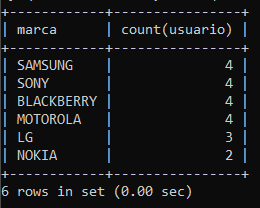 +------------+----------------+
| marca      | count(usuario) |
+------------+----------------+
| SAMSUNG    |              4 |
| SONY       |              4 |
| BLACKBERRY |              4 |
| MOTOROLA   |              4 |
| LG         |              3 |
| NOKIA      |              2 |
+------------+----------------+
6 rows in set (0.00 sec)